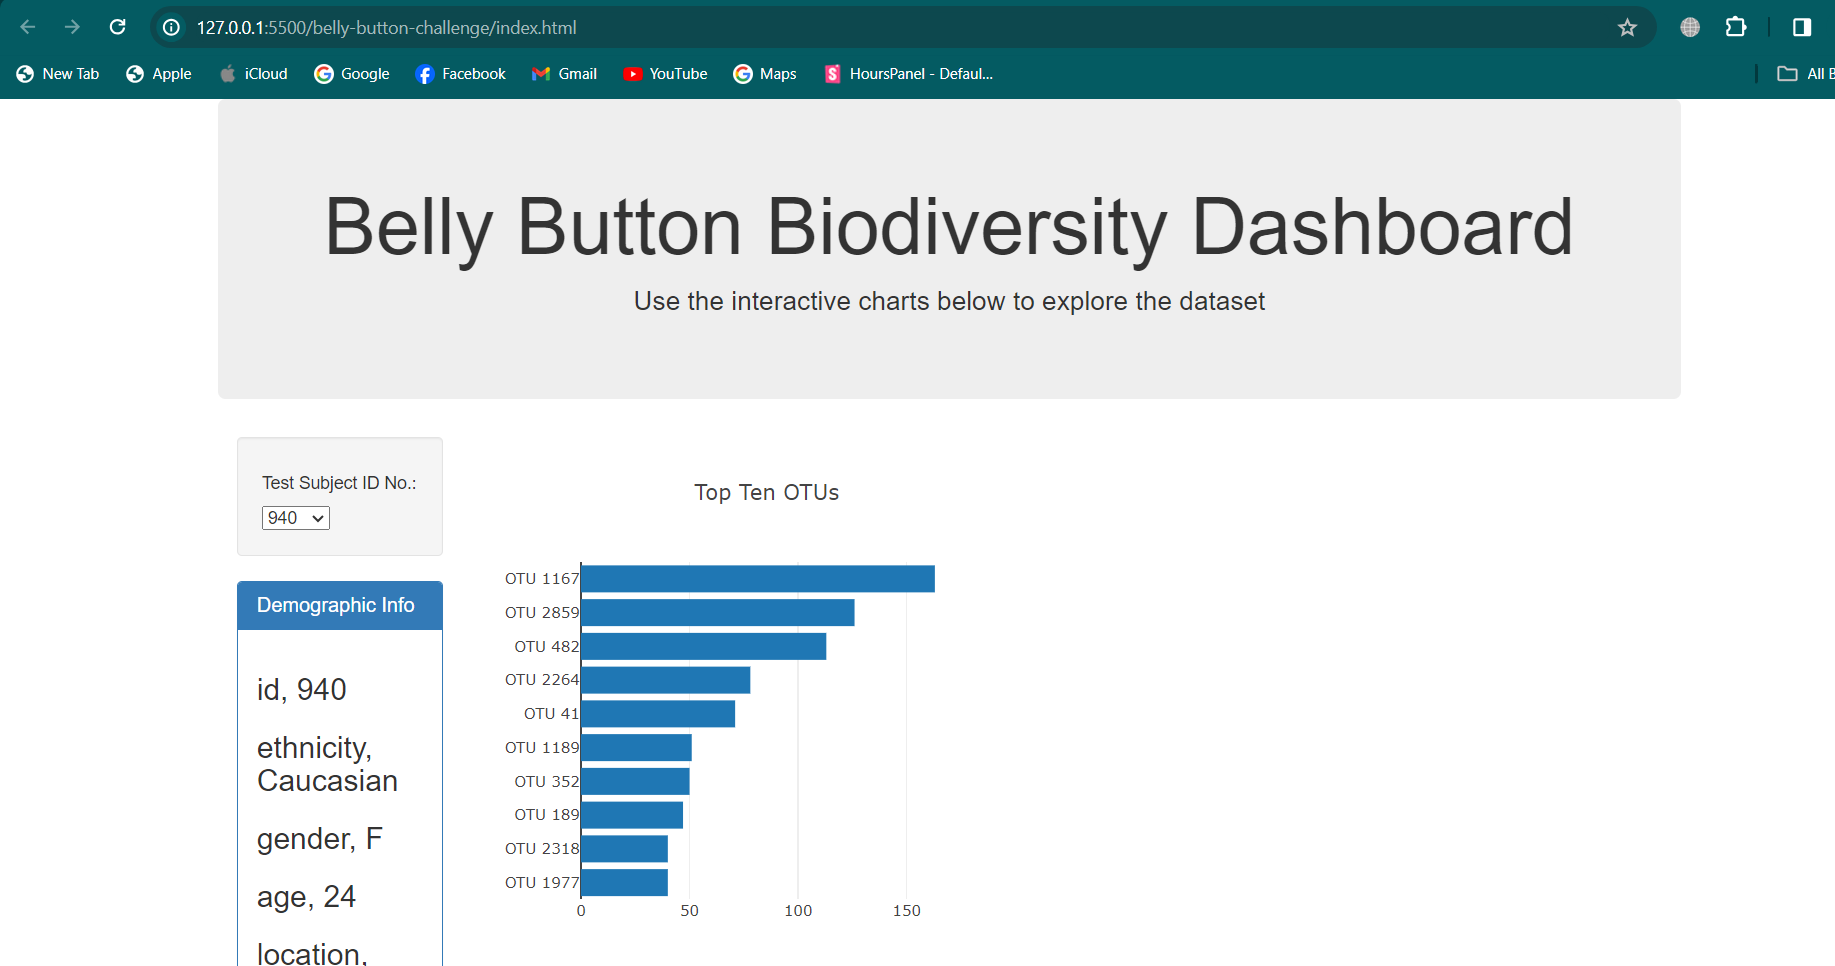 127.0.0.1:5500/belly-button-challenge/index.html
New Tab Apple iCloud Google Facebook Gmail YouTube Maps HoursPanel - Defaul... All B
Belly Button Biodiversity Dashboard
Use the interactive charts below to explore the dataset
Test Subject ID No.:
940
Demographic Info
id, 940
ethnicity,
Caucasian
gender, F
age, 24
location,
Top Ten OTUs
OTU 1167
OTU 2859
OTU 482
OTU 2264
OTU 41
OTU 1189
OTU 352
OTU 189
OTU 2318
OTU 1977
0 50 100 150